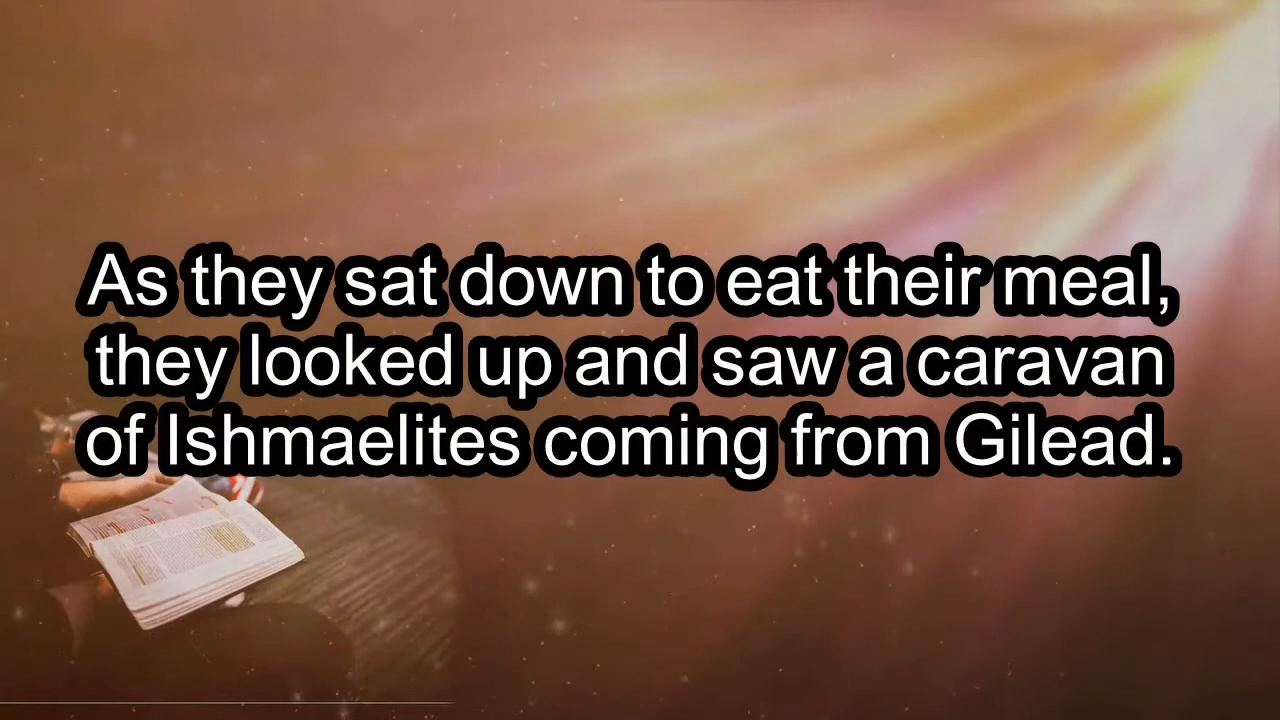 As they sat down to eat their meal,
they looked up and saw a caravan
of Ishmaelites coming from Gilead.